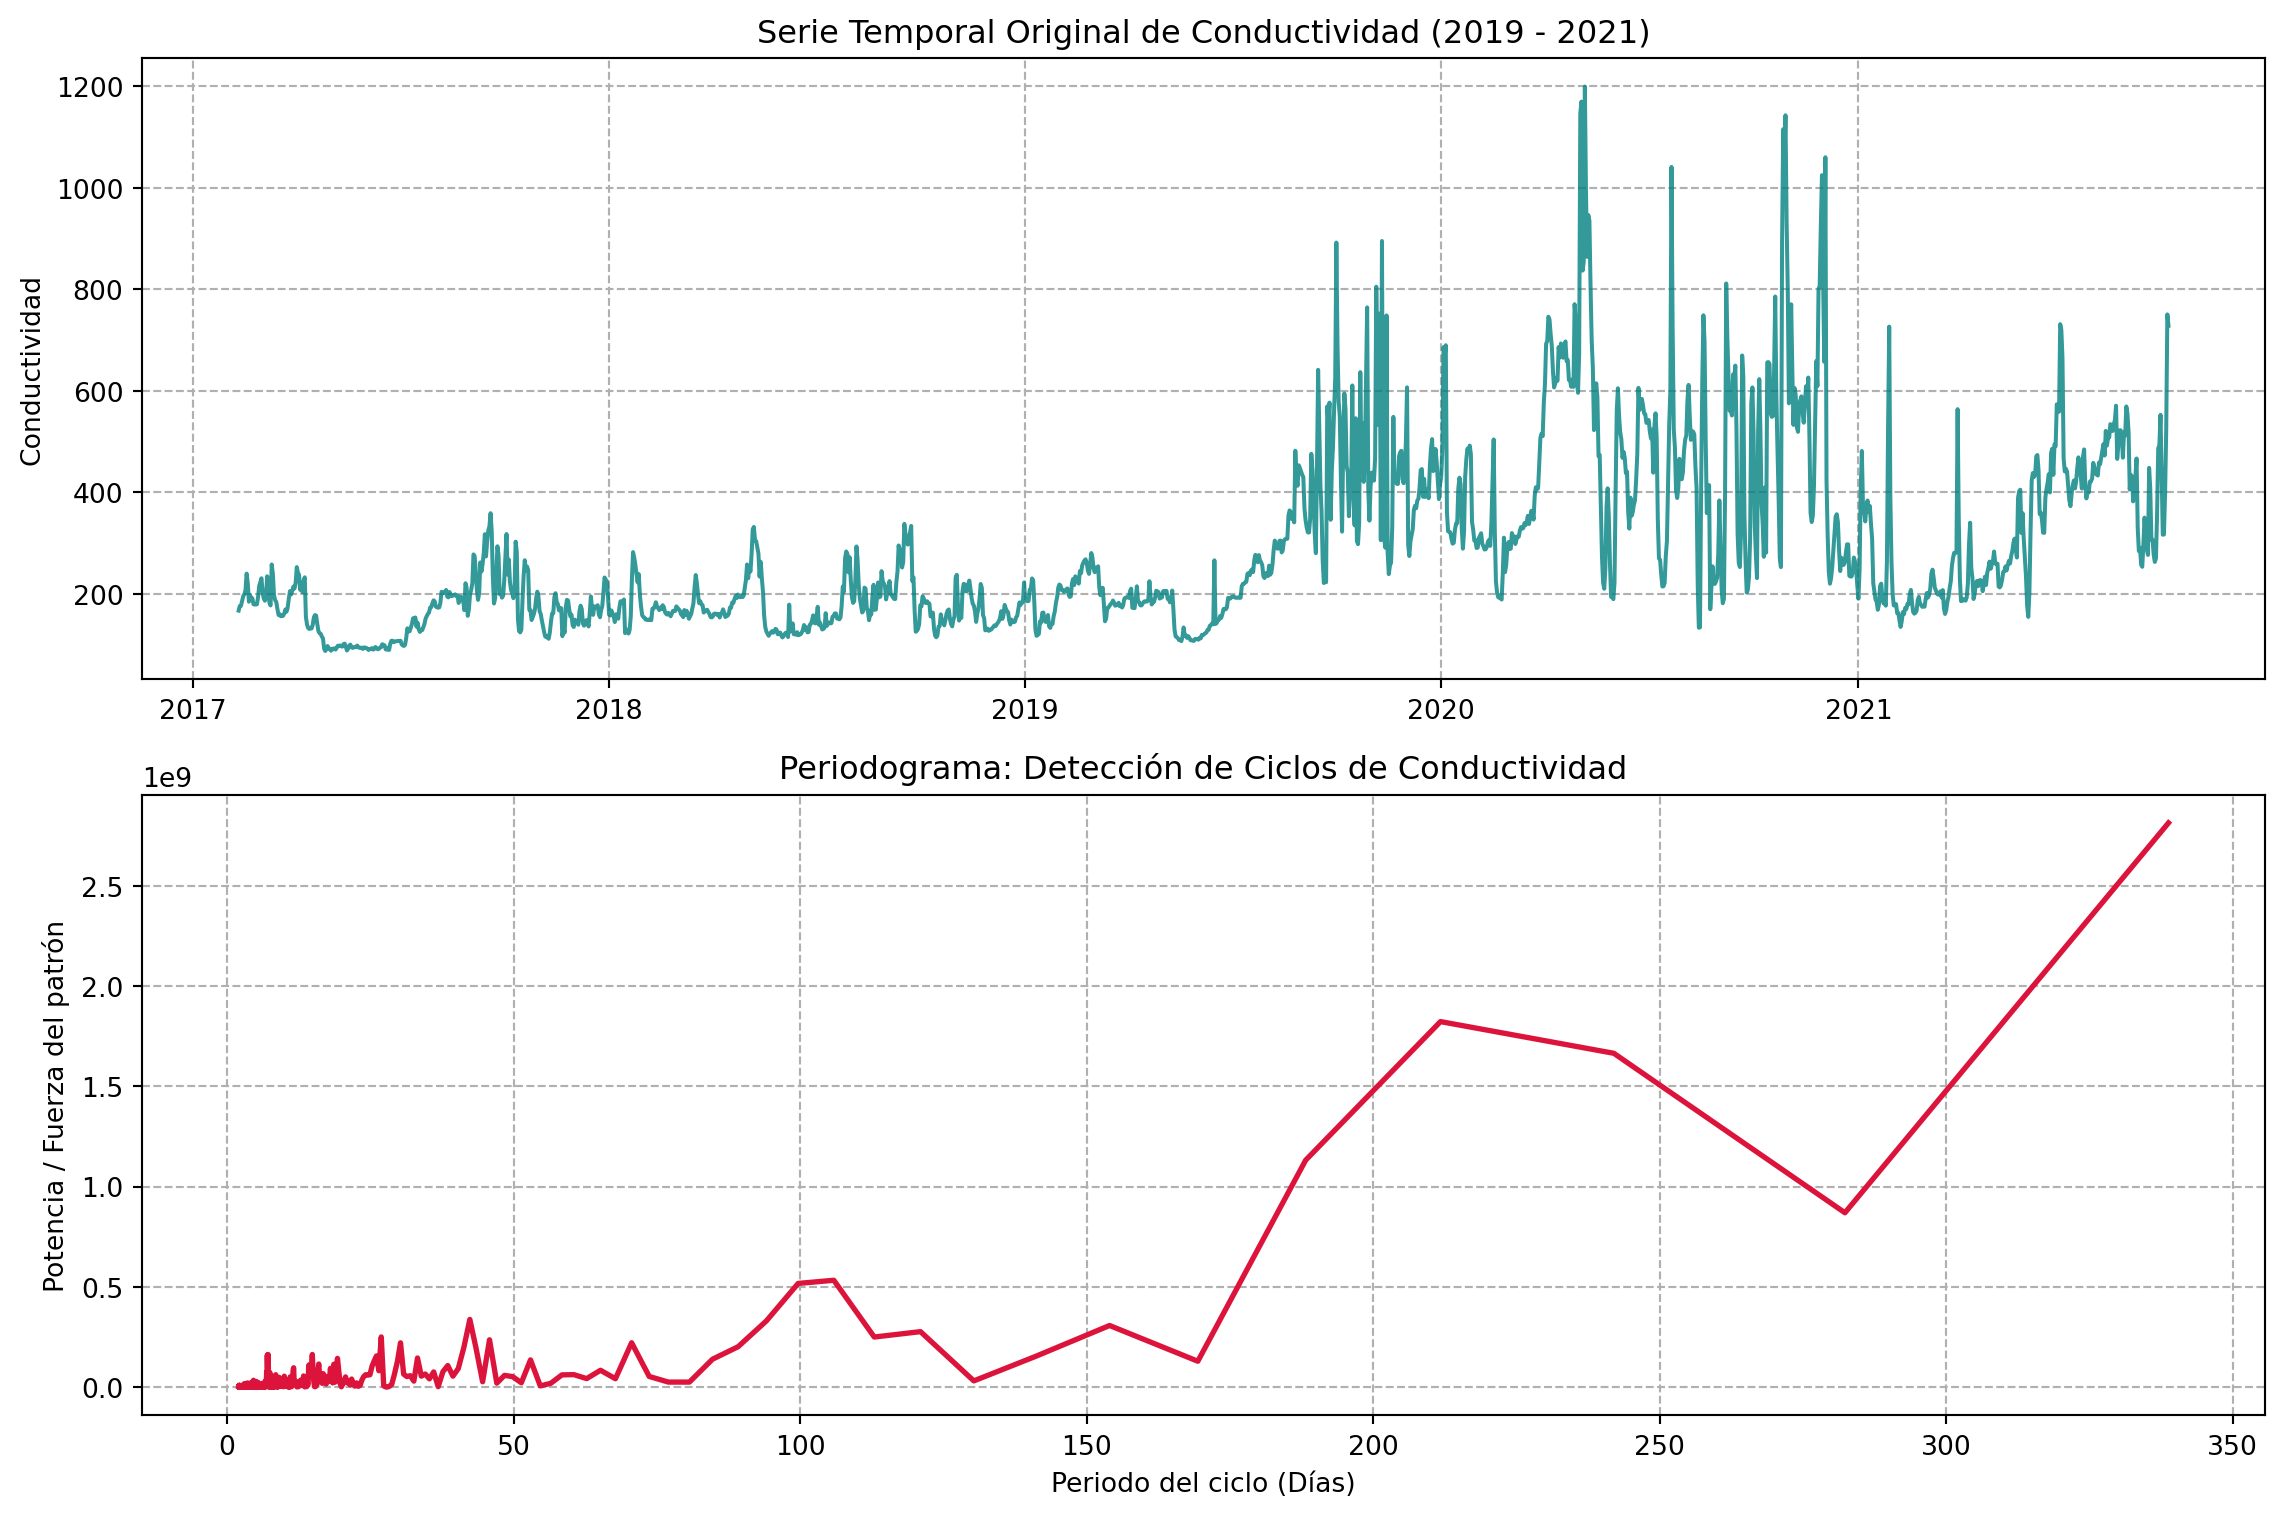 Serie Temporal Original de Conductividad (2019 - 2021)
1200
1000
800
600
400
200
Conductividad
2017 2018 2019 2020 2021
Periodograma: Detección de Ciclos de Conductividad
1e9
2.5
2.0
1.5
1.0
0.5
0.0
Potencia / Fuerza del patrón
0 50 100 150 200 250 300 350
Periodo del ciclo (Días)